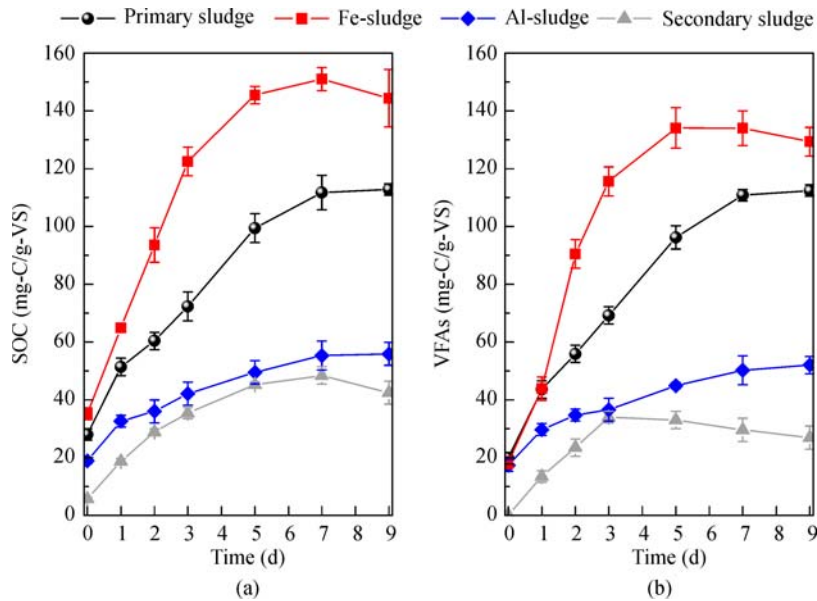 Primary sludge Fe-sludge Al-sludge Secondary sludge
160
140
120
100
80
60
40
20
0
SOC (mg-C/g-VS)
0 1 2 3 4 5 6 7 8 9
Time (d)
(a)
160
140
120
100
80
60
40
20
0
VFAs (mg-C/g-VS)
0 1 2 3 4 5 6 7 8 9
Time (d)
(b)